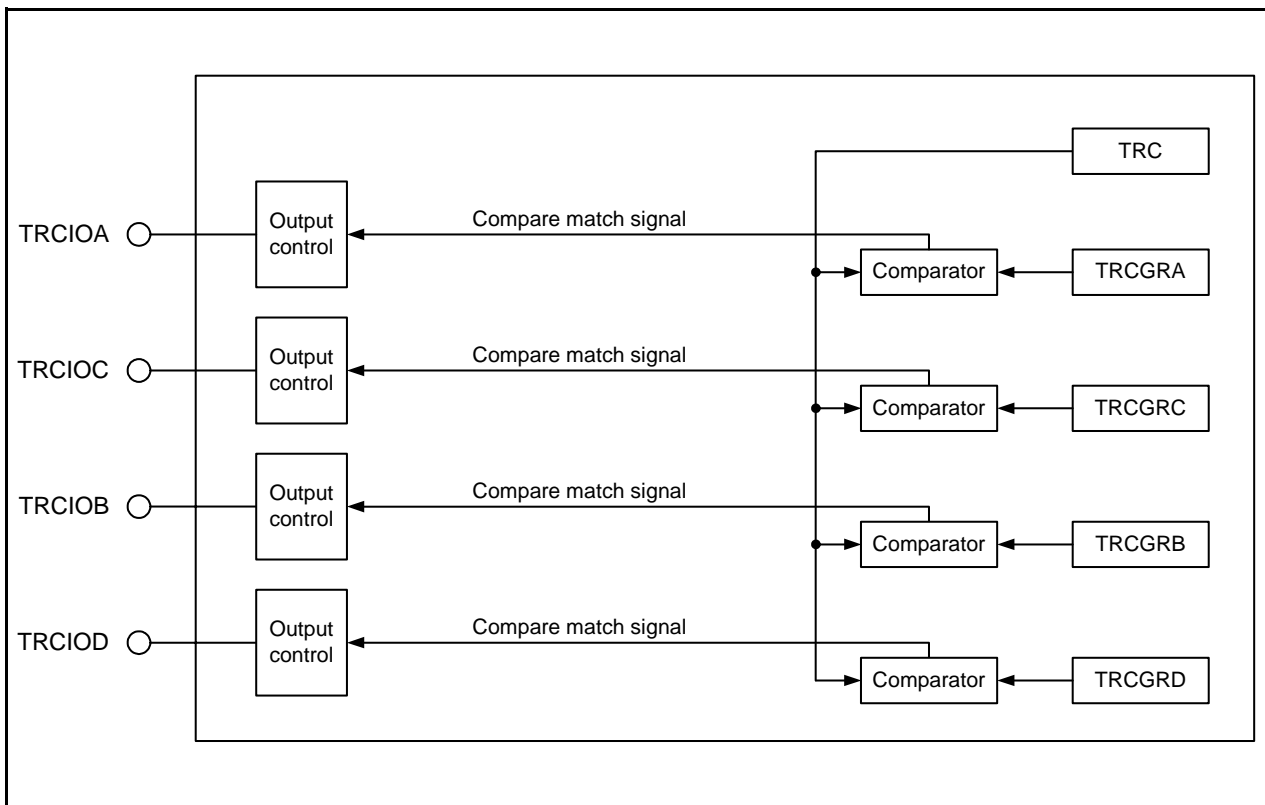 TRC
TRCIOA
Output
control
Compare match signal
Comparator
TRCGRA
TRCIOC
Output
control
Compare match signal
Comparator
TRCGRC
TRCIOB
Output
control
Compare match signal
Comparator
TRCGRB
TRCIOD
Output
control
Compare match signal
Comparator
TRCGRD